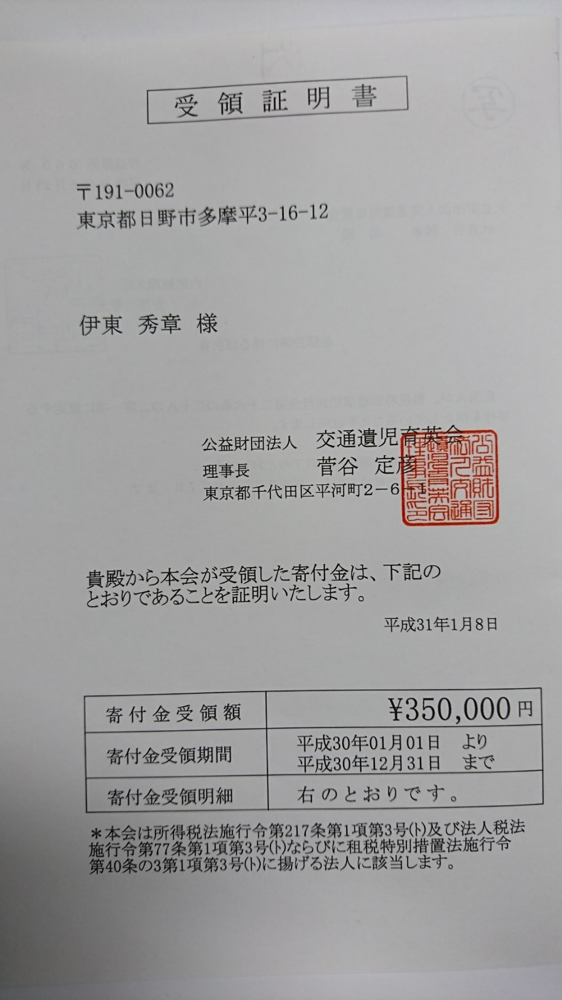 受領証明書
〒191-0062
東京都日野市多摩平3-16-12
伊東 秀章 様
公益財団法人 交通遺児育英会
理事長 菅谷 定彦
東京都千代田区平河町2-6-1
貴殿から本会が受領した寄付金は、下記の
とおりであることを証明いたします。
平成31年1月8日
寄付金受領額 ¥350,000円
寄付金受領期間 平成30年01月01日 より
平成30年12月31日 まで
寄付金受領明細 右のとおりです。
*本会は所得税法施行令第217条第1項第3号(ト)及び法人税法
施行令第77条第1項第3号(ト)ならびに租税特別措置法施行令
第40条の3第1項第3号(ト)に掲げる法人に該当します。